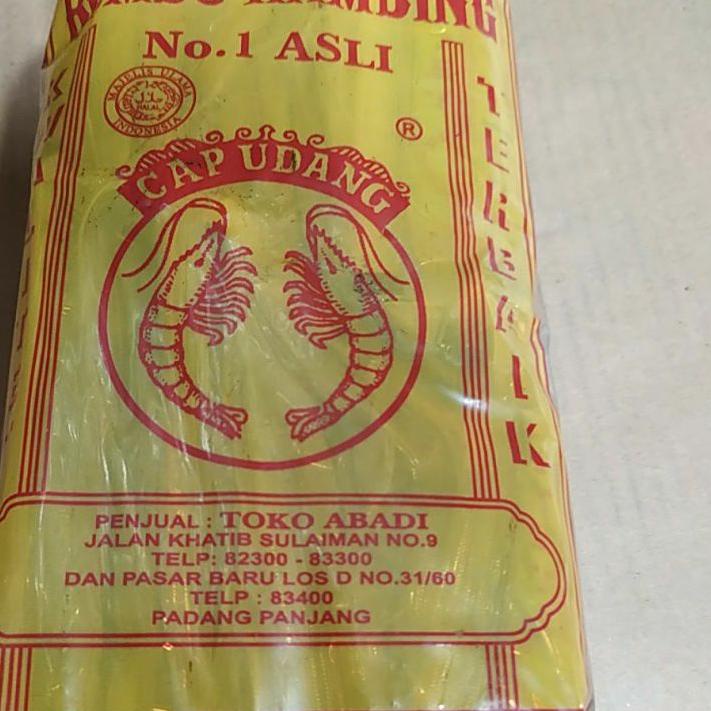 No.1 ASLI
MAJELIS ULAMA
حلال
HALAL
INDONESIA
®
CAP UDANG
TERBAIK
PENJUAL : TOKO ABADI
JALAN KHATIB SULAIMAN NO.9
TELP: 82300 - 83300
DAN PASAR BARU LOS D NO.31/60
TELP : 83400
PADANG PANJANG